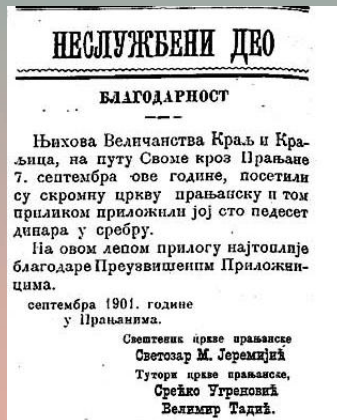 НЕСЛУЖБЕНИ ДЕО
БЛАГОДАРНОСТ
Њихова Величанства Краљ и Кра-
љица, на путу Своме кроз Прањане
7. септембра ове године, посетили
су скромну цркву прањанску и том
приликом приложили јој сто педесет
динара у сребру.
На овом лепом прилогу најтоплије
благодаре Преузвишеним Приложни-
цима.
септембра 1901. године
у Прањанима.
Свештеник цркве прањанске
Светозар М. Јеремијић
Тутори цркве прањанске,
Срећко Угреновић
Велимир Тадић.